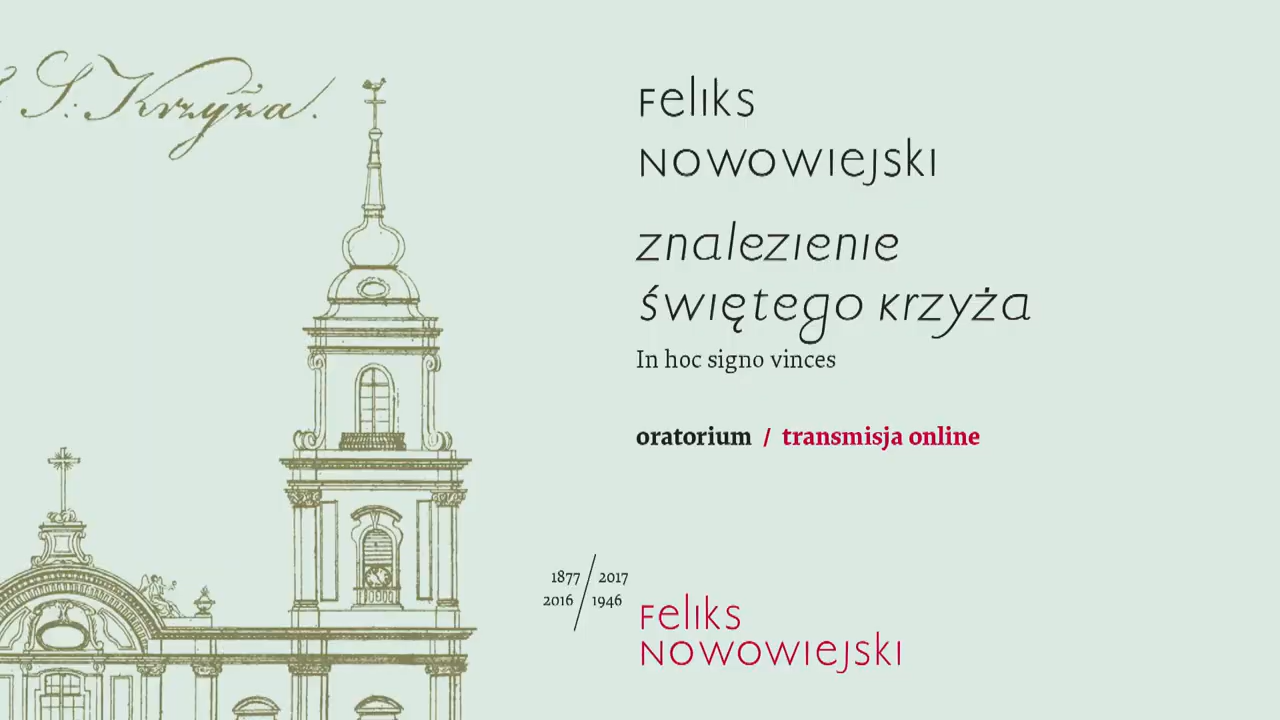 S: Krzyża.
Feliks
Nowowiejski
Znalezienie
Świętego Krzyża
In hoc signo vinces
oratorium / transmisja online
1877 / 2017
2016 / 1946
Feliks
Nowowiejski